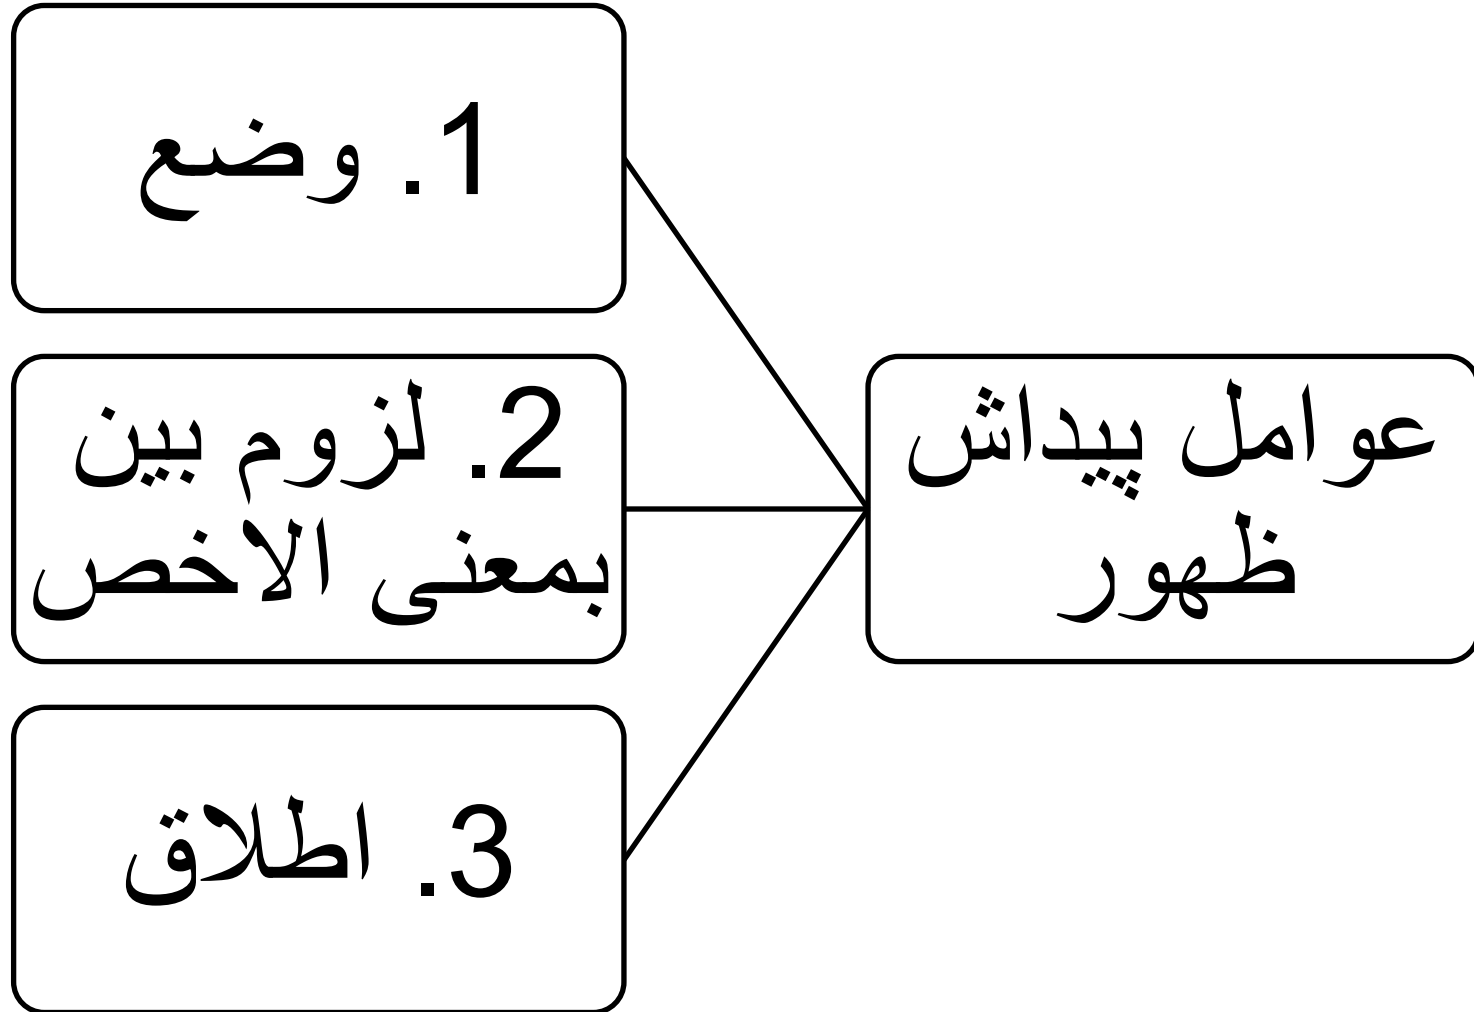 عوامل پیداش
ظهور
1. وضع
2. لزوم بین
بمعنی الاخص
3. اطلاق